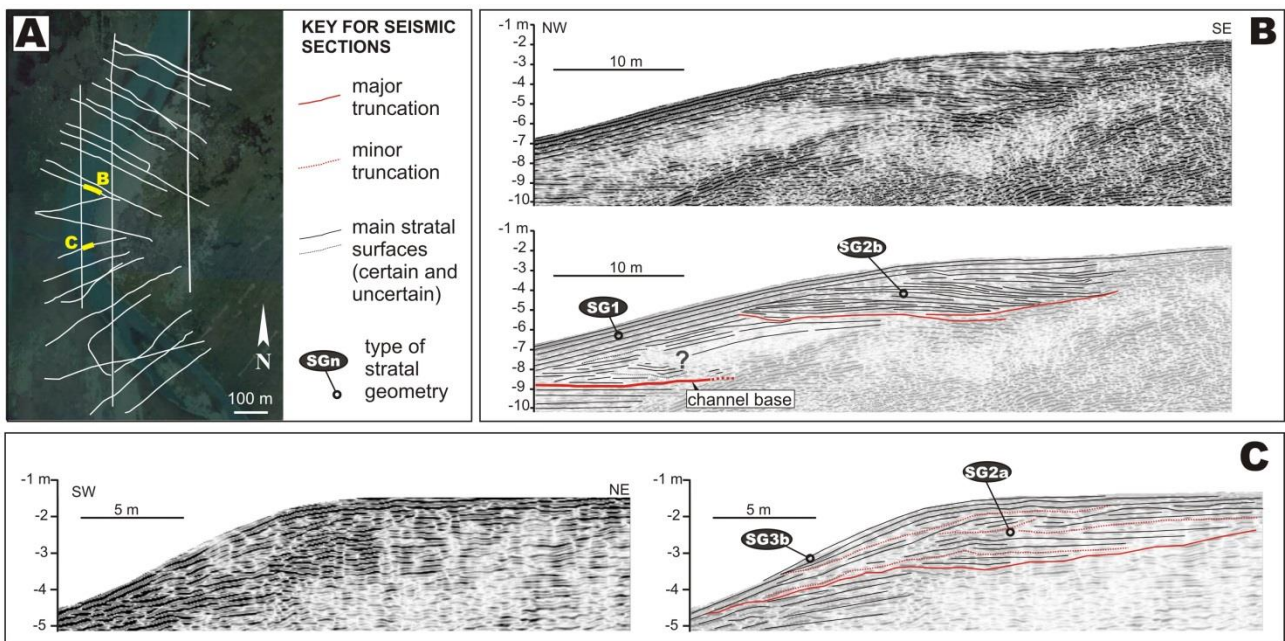 A
B
C
N
100 m
KEY FOR SEISMIC
SECTIONS
major
truncation
minor
truncation
main stratal
surfaces
(certain and
uncertain)
SGn
type of
stratal
geometry
B
-1 m
NW
SE
-2
-3
10 m
-4
-5
-6
-7
-8
-9
-10
-1 m
-2
10 m
SG2b
-3
-4
SG1
-5
-6
-7
?
-8
-9
channel base
-10
C
-1 m
SW
NE
5 m
-2
-3
-4
-5
SG2a
-1 m
5 m
-2
SG3b
-3
-4
-5